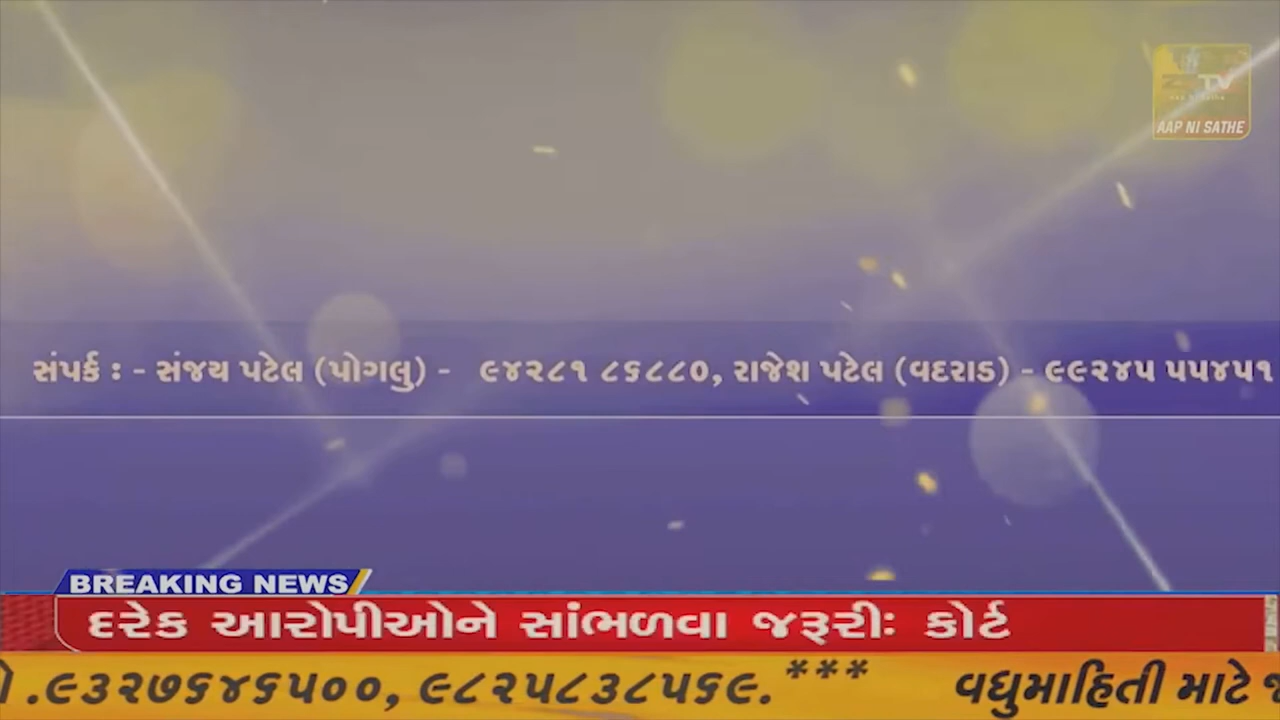 TV
AAP NI SATHE
સંપર્ક : - સંજય પટેલ (પોગલુ) - ૯૪૨૮૧ ૮૬૮૮૦, રાજેશ પટેલ (વદરાડ) - ૯૯૨૪૫ ૫૫૪૫૧
BREAKING NEWS
દરેક આરોપીઓને સાંભળવા જરૂરીઃ કોર્ટ
.૯૩૨૭૬૪૬૫૦૦, ૯૮૨૫૮૩૮૫૬૯.*** વધુમાહિતી માટે